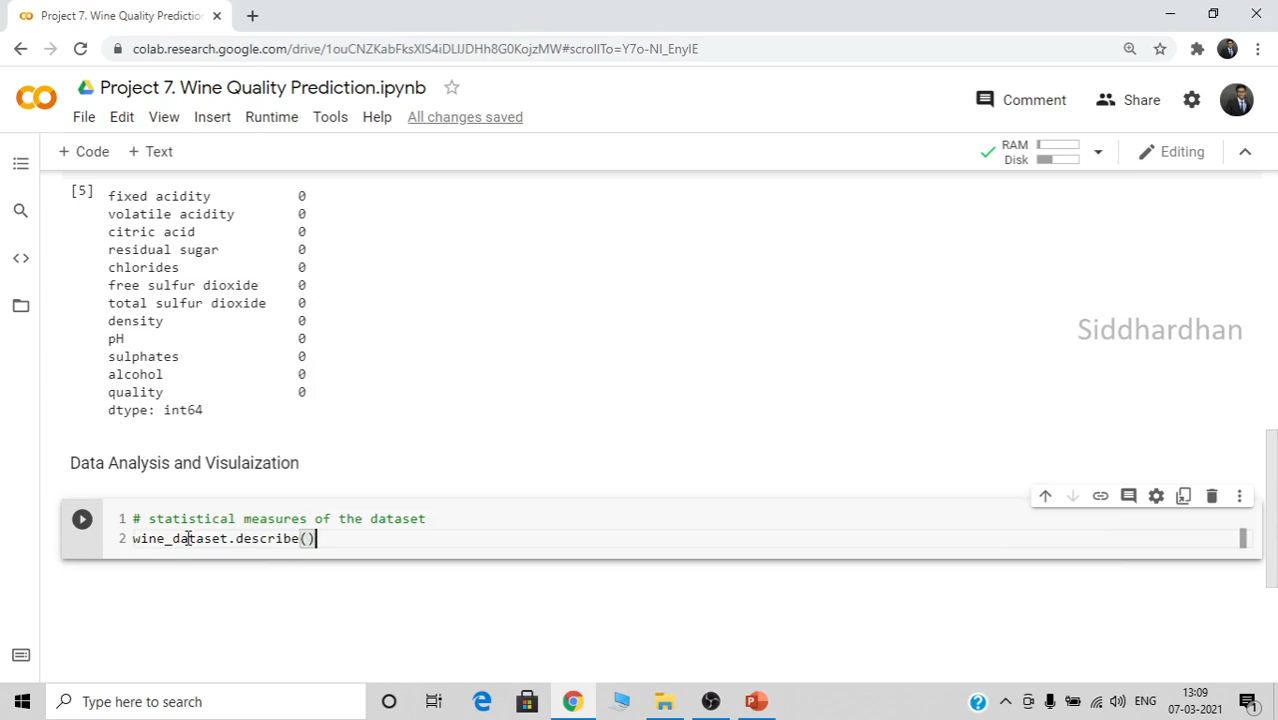 Project 7. Wine Quality Predictio
colab.research.google.com/drive/1ouCNZKabFksXIS4iDLlJDHh8G0KojzMW#scrollTo=Y7o-NI_EnyIE
Project 7. Wine Quality Prediction.ipynb
File Edit View Insert Runtime Tools Help All changes saved
Comment Share
+ Code + Text
RAM
Disk
Editing
[5]
fixed acidity 0
volatile acidity 0
citric acid 0
residual sugar 0
chlorides 0
free sulfur dioxide 0
total sulfur dioxide 0
density 0
pH 0
sulphates 0
alcohol 0
quality 0
dtype: int64
Siddhardhan
Data Analysis and Visulaization
1 # statistical measures of the dataset
2 wine_dataset.describe()
Type here to search
ENG
13:09
07-03-2021
1